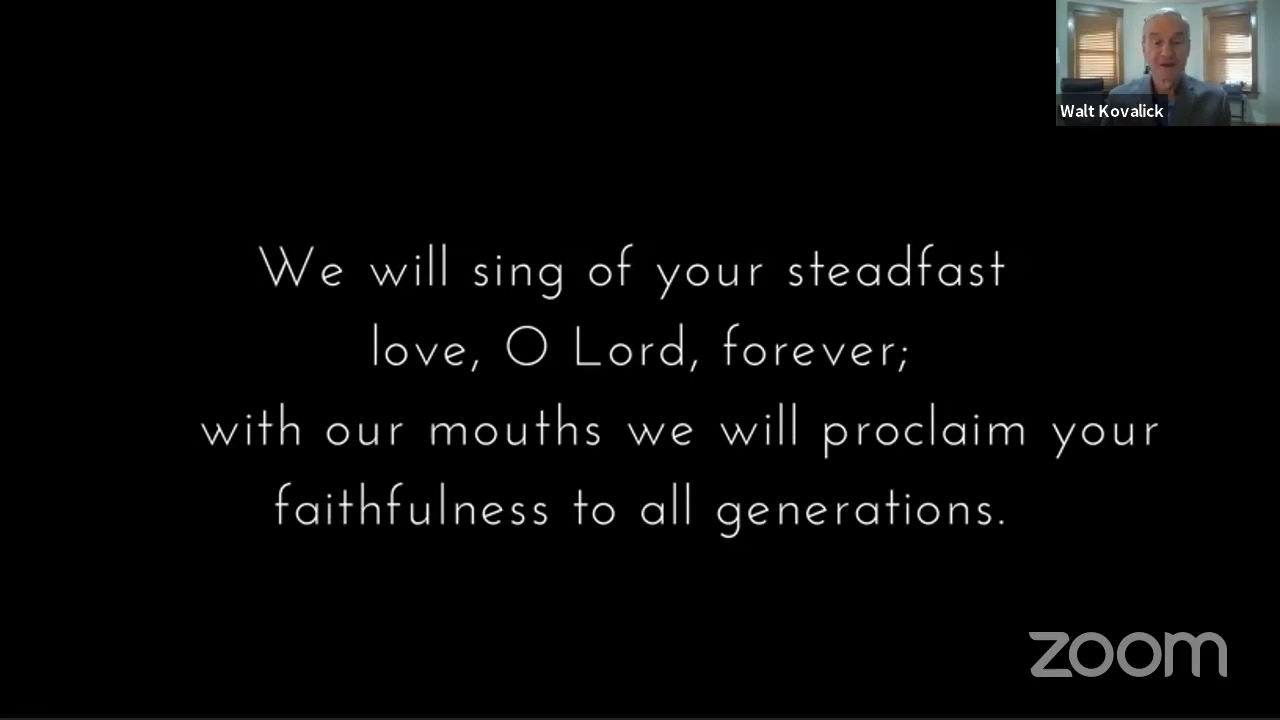 Walt Kovalick
We will sing of your steadfast
love, O Lord, forever;
with our mouths we will proclaim your
faithfulness to all generations.
zoom